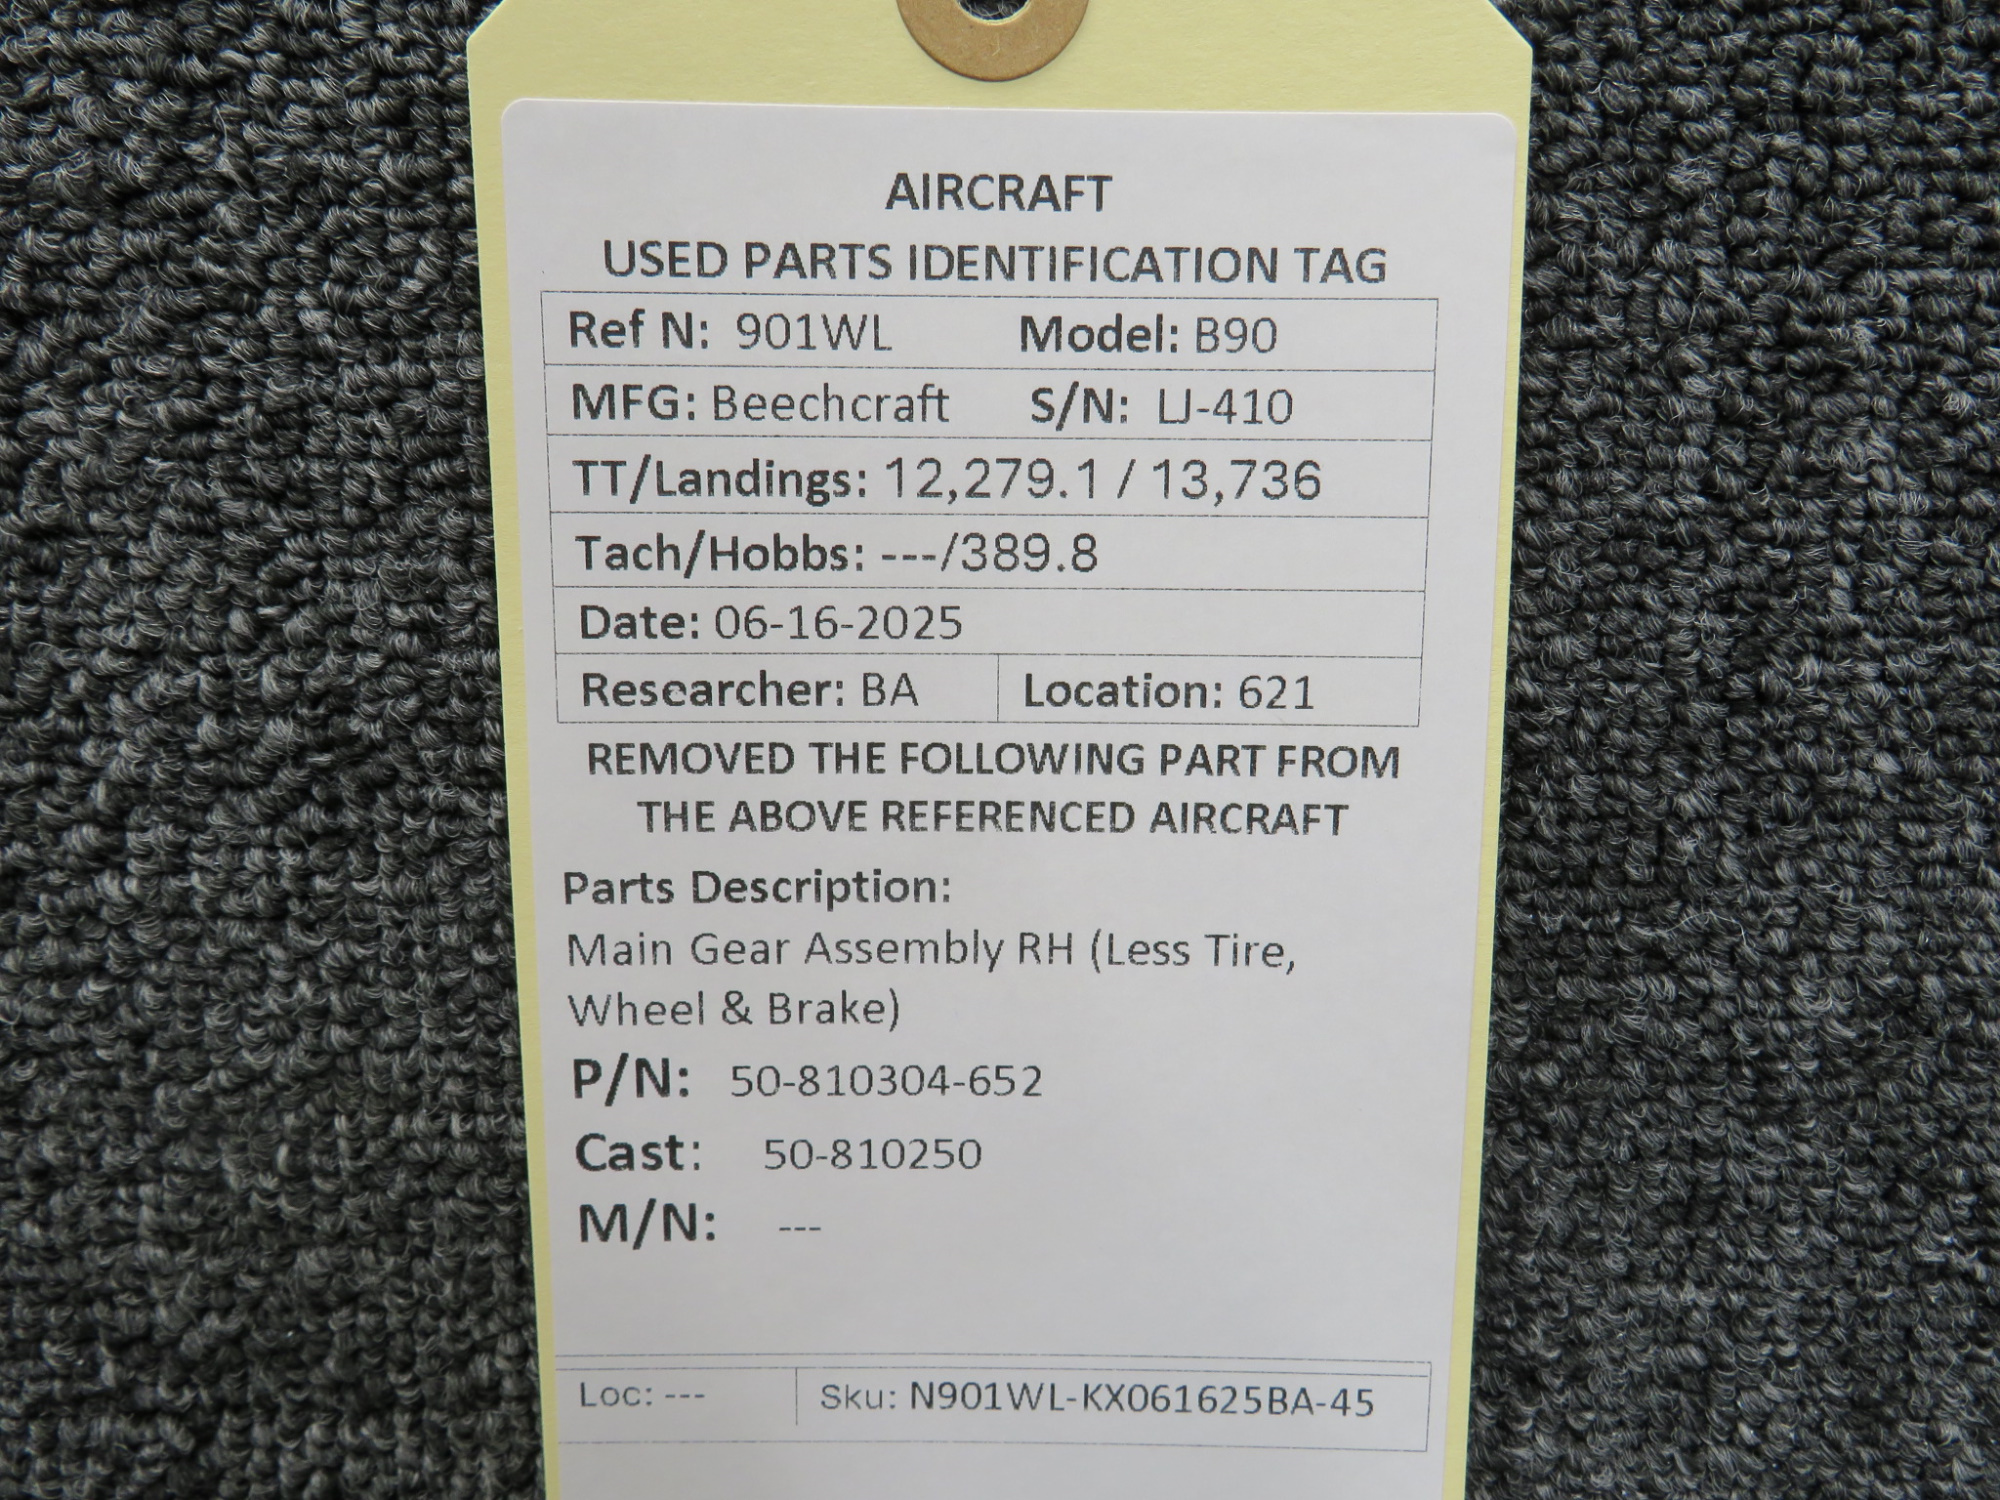 AIRCRAFT
USED PARTS IDENTIFICATION TAG
Ref N: 901WL Model: B90
MFG: Beechcraft S/N: LJ-410
TT/Landings: 12,279.1 / 13,736
Tach/Hobbs: ---/389.8
Date: 06-16-2025
Researcher: BA Location: 621
REMOVED THE FOLLOWING PART FROM
THE ABOVE REFERENCED AIRCRAFT
Parts Description:
Main Gear Assembly RH (Less Tire,
Wheel & Brake)
P/N: 50-810304-652
Cast: 50-810250
M/N: ---
Loc: --- Sku: N901WL-KX061625BA-45